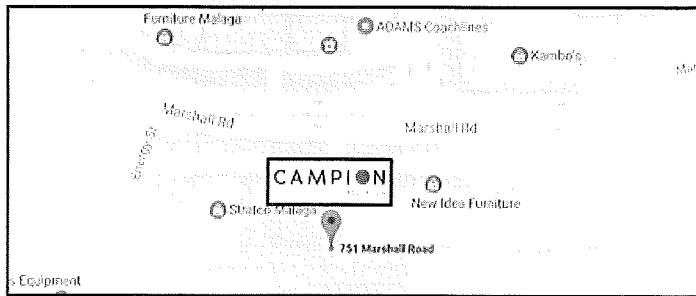 Furniture Malaga
ADAMS Coachlines
Kambo's
Marshall Rd
Marshall Rd
Energy St
CAMPION
New Idea Furniture
Stratco Malaga
751 Marshall Road
s Equipment